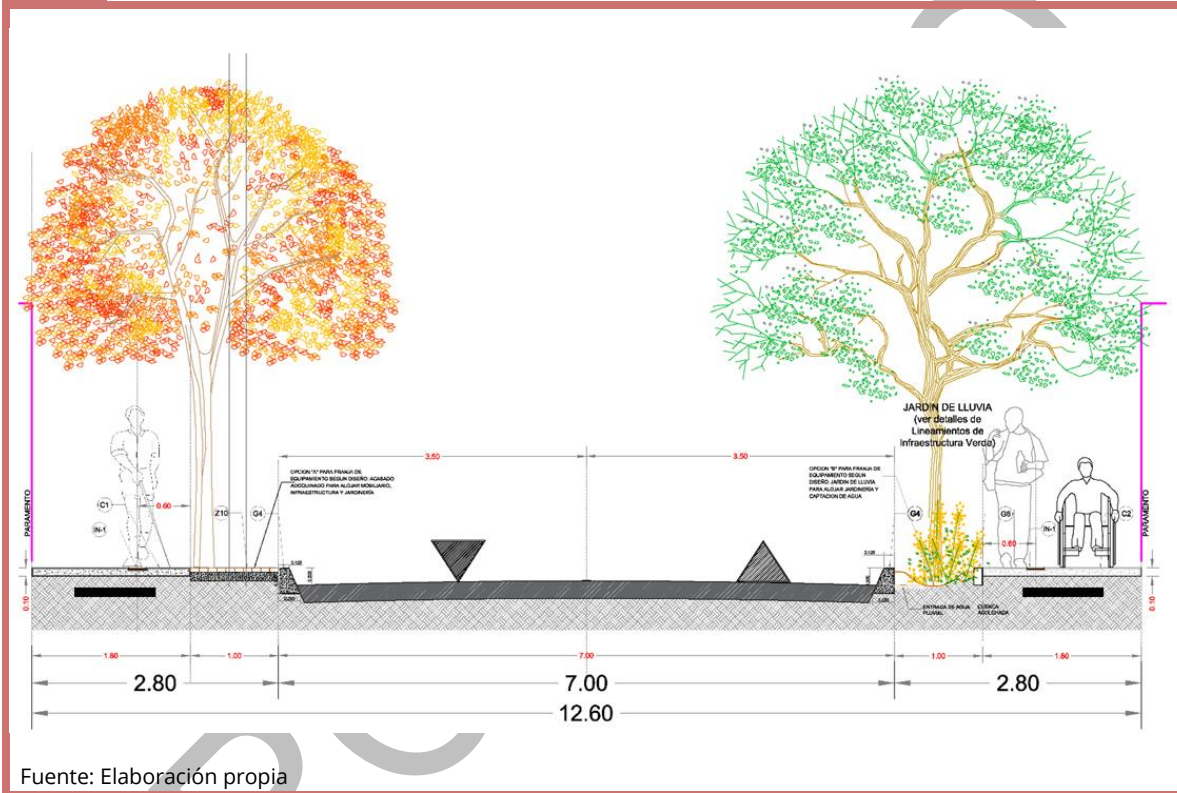 JARDIN DE LLUVIA
(ver detalles de
Lineamientos de
Infraestructura Verde)
3.50
3.50
OPCION "A" PARA FRANJA DE
EQUIPAMIENTO SEGUN DISEÑO: ACABADO
ADOQUINADO PARA ALOJAR MOBILIARIO,
INFRAESTRUCTURA Y JARDINERÍA
OPCION "B" PARA FRANJA DE
EQUIPAMIENTO SEGUN
DISEÑO: JARDIN DE LLUVIA
PARA ALOJAR JARDINERÍA Y
CAPTACION DE AGUA
PARAMENTO
C1
IN-1
0.60
Z10
G4
G4
G6
IN-1
0.60
C2
PARAMENTO
0.10
0.10
ENTRADA DE AGUA
PLUVIAL
CUENCA
1.80
1.00
7.00
1.00
1.80
2.80
7.00
2.80
12.60
Fuente: Elaboración propia